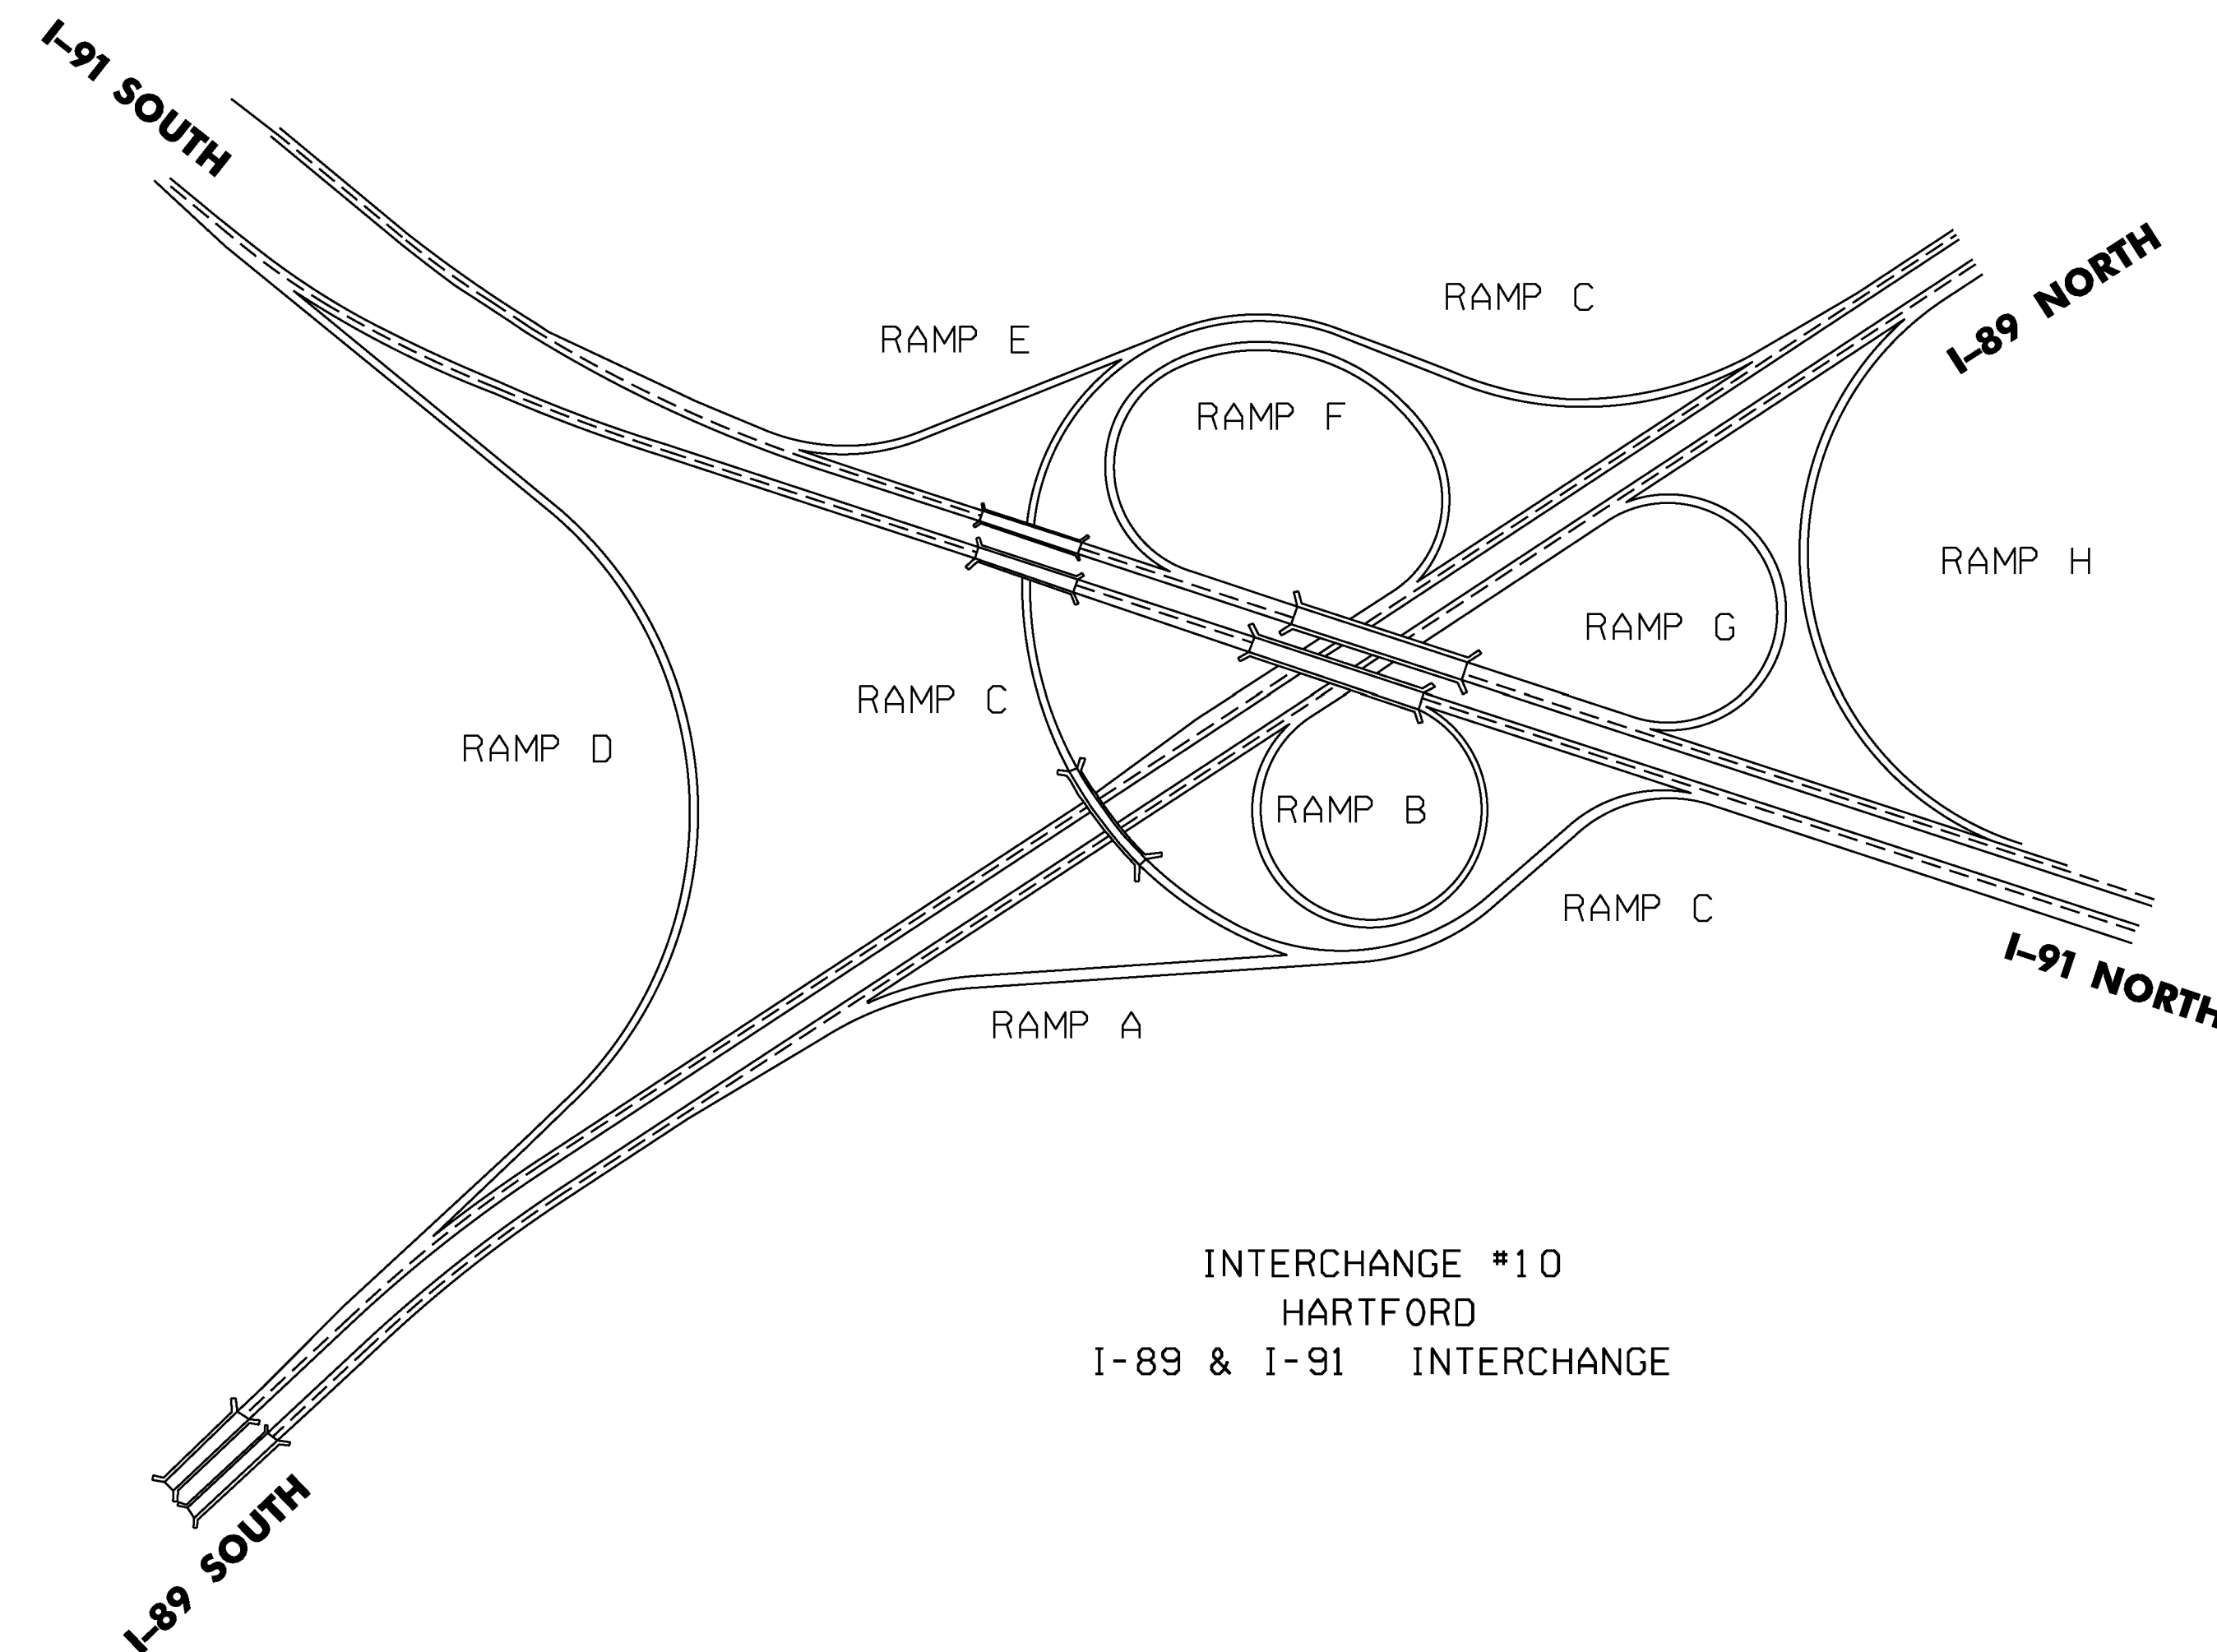 I-91 SOUTH
I-89 NORTH
RAMP C
RAMP E
RAMP F
RAMP H
RAMP G
RAMP C
RAMP D
RAMP B
RAMP C
I-91 NORTH
RAMP A
INTERCHANGE #10
HARTFORD
I-89 & I-91 INTERCHANGE
I-89 SOUTH